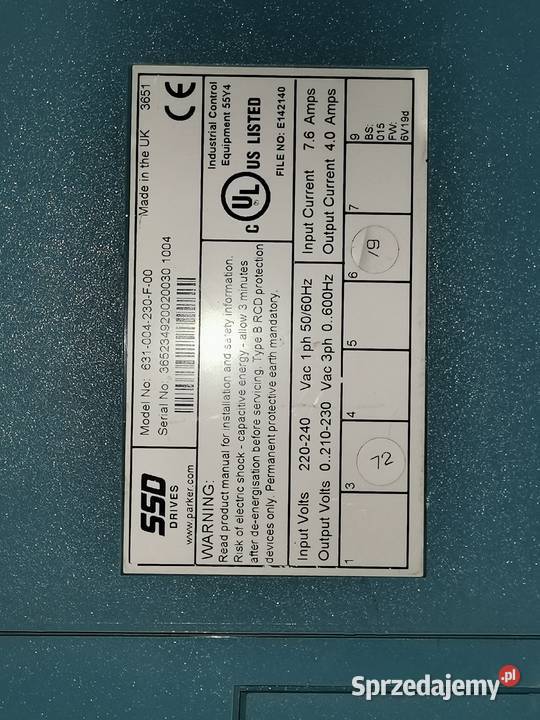 SSD
DRIVES
www.parker.com
Model No: 631-004-230-F-00
Serial No. 365234920020030 1004
Made in the UK 3651
CE
WARNING:
Read product manual for installation and safety information.
Risk of electric shock - capacitive energy - allow 3 minutes
after de-energisation before servicing. Type B RCD protection
devices only. Permanent protective earth mandatory.
Industrial Control
Equipment 55Y4
C UL US LISTED
FILE NO: E142140
Input Volts 220-240 Vac 1ph 50/60Hz Input Current 7.6 Amps
Output Volts 0..210-230 Vac 3ph 0..600Hz Output Current 4.0 Amps
1 3 4 5 6 7 9
72
19
BS:
015
FW:
6V19d
Sprzedajemy.pl